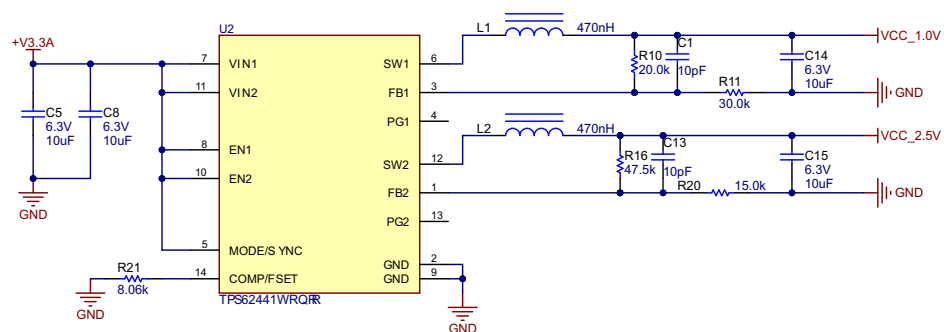 U2
+V3.3A
7
VIN1
11
VIN2
8
EN1
10
EN2
5
MODE/SYNC
14
COMP/FSET
SW1
6
FB1
3
PG1
4
SW2
12
FB2
1
PG2
13
GND
2
GND
9
C5
6.3V
10uF
C8
6.3V
10uF
GND
R21
8.06k
GND
GND
L1
470nH
R10
20.0k
C1
10pF
R11
30.0k
C14
6.3V
10uF
VCC_1.0V
GND
L2
470nH
R16
47.5k
C13
10pF
R20
15.0k
C15
6.3V
10uF
VCC_2.5V
GND